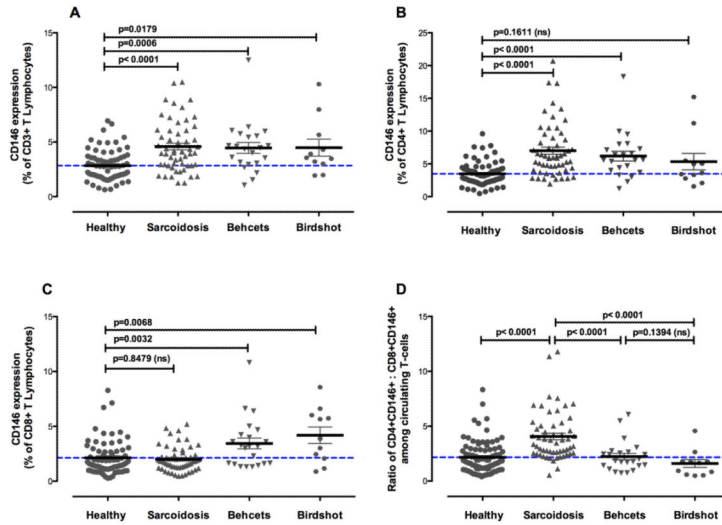 A
p=0.0179
p=0.0006
p< 0.0001
CD146 expression
(% of CD3+ T Lymphocytes)
15
10
5
0
Healthy Sarcoidosis Behcets Birdshot
B
p=0.1611 (ns)
p< 0.0001
p< 0.0001
CD146 expression
(% of CD4+ T Lymphocytes)
25
20
15
10
5
0
Healthy Sarcoidosis Behcets Birdshot
C
p=0.0068
p=0.0032
p=0.8479 (ns)
CD146 expression
(% of CD8+ T Lymphocytes)
15
10
5
0
Healthy Sarcoidosis Behcets Birdshot
D
p< 0.0001
p< 0.0001 p< 0.0001 p=0.1394 (ns)
Ratio of CD4+CD146+ : CD8+CD146+
among circulating T-cells
15
10
5
0
Healthy Sarcoidosis Behcets Birdshot